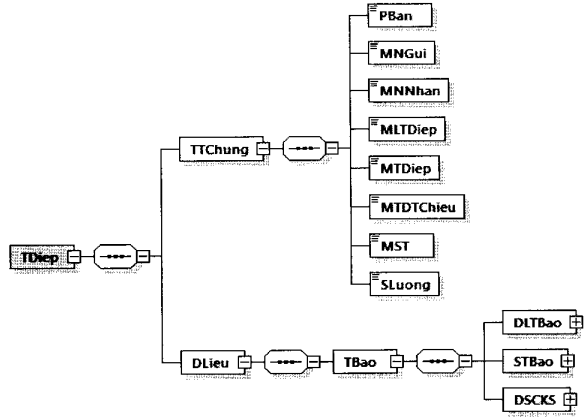 PBan
MNGui
MNNhan
MLTDiep
TTChung
MTDiep
MTDTChieu
MST
SLuong
TDiep
DLTBao
DLieu
TBao
STBao
DSCKS